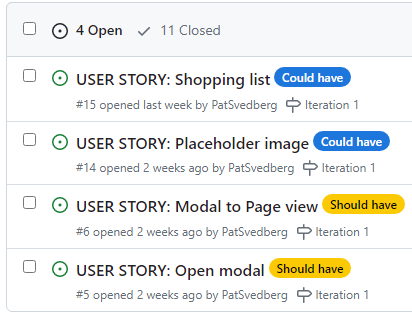 4 Open 11 Closed
USER STORY: Shopping list Could have
#15 opened last week by PatSvedberg Iteration 1
USER STORY: Placeholder image Could have
#14 opened 2 weeks ago by PatSvedberg Iteration 1
USER STORY: Modal to Page view Should have
#6 opened 2 weeks ago by PatSvedberg Iteration 1
USER STORY: Open modal Should have
#5 opened 2 weeks ago by PatSvedberg Iteration 1